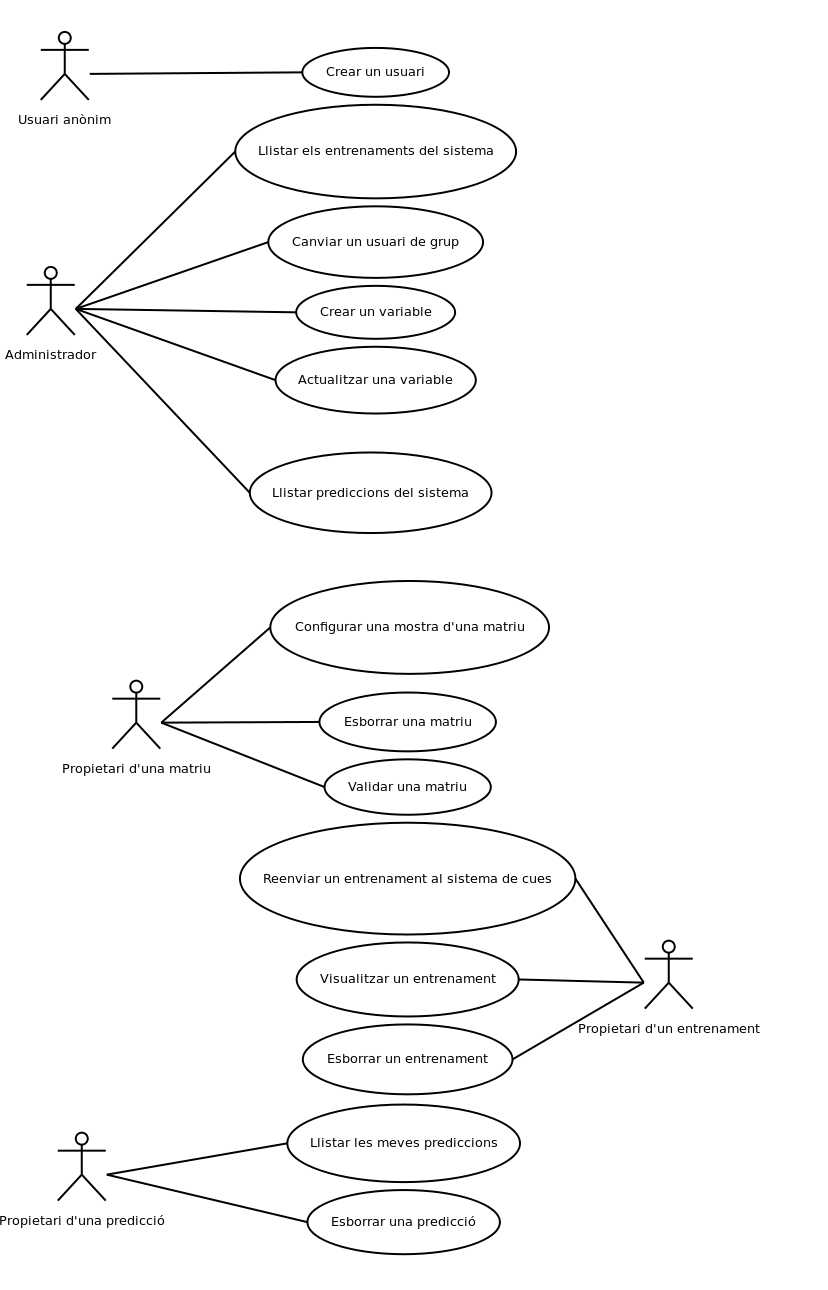 Crear un usuari
Usuari anònim
Llistar els entrenaments del sistema
Canviar un usuari de grup
Crear un variable
Administrador
Actualitzar una variable
Llistar prediccions del sistema
Configurar una mostra d'una matriu
Esborrar una matriu
Propietari d'una matriu
Validar una matriu
Reenviar un entrenament al sistema de cues
Visualitzar un entrenament
Propietari d'un entrenament
Esborrar un entrenament
Llistar les meves prediccions
Propietari d'una predicció
Esborrar una predicció